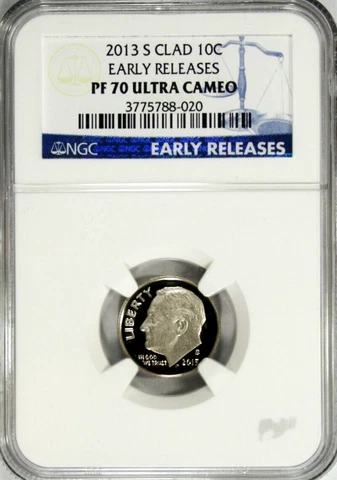 2013 S CLAD 10C
EARLY RELEASES
PF 70 ULTRA CAMEO
3775788-020
NGC
EARLY RELEASES
LIBERTY
IN GOD
WE TRUST
S
2013